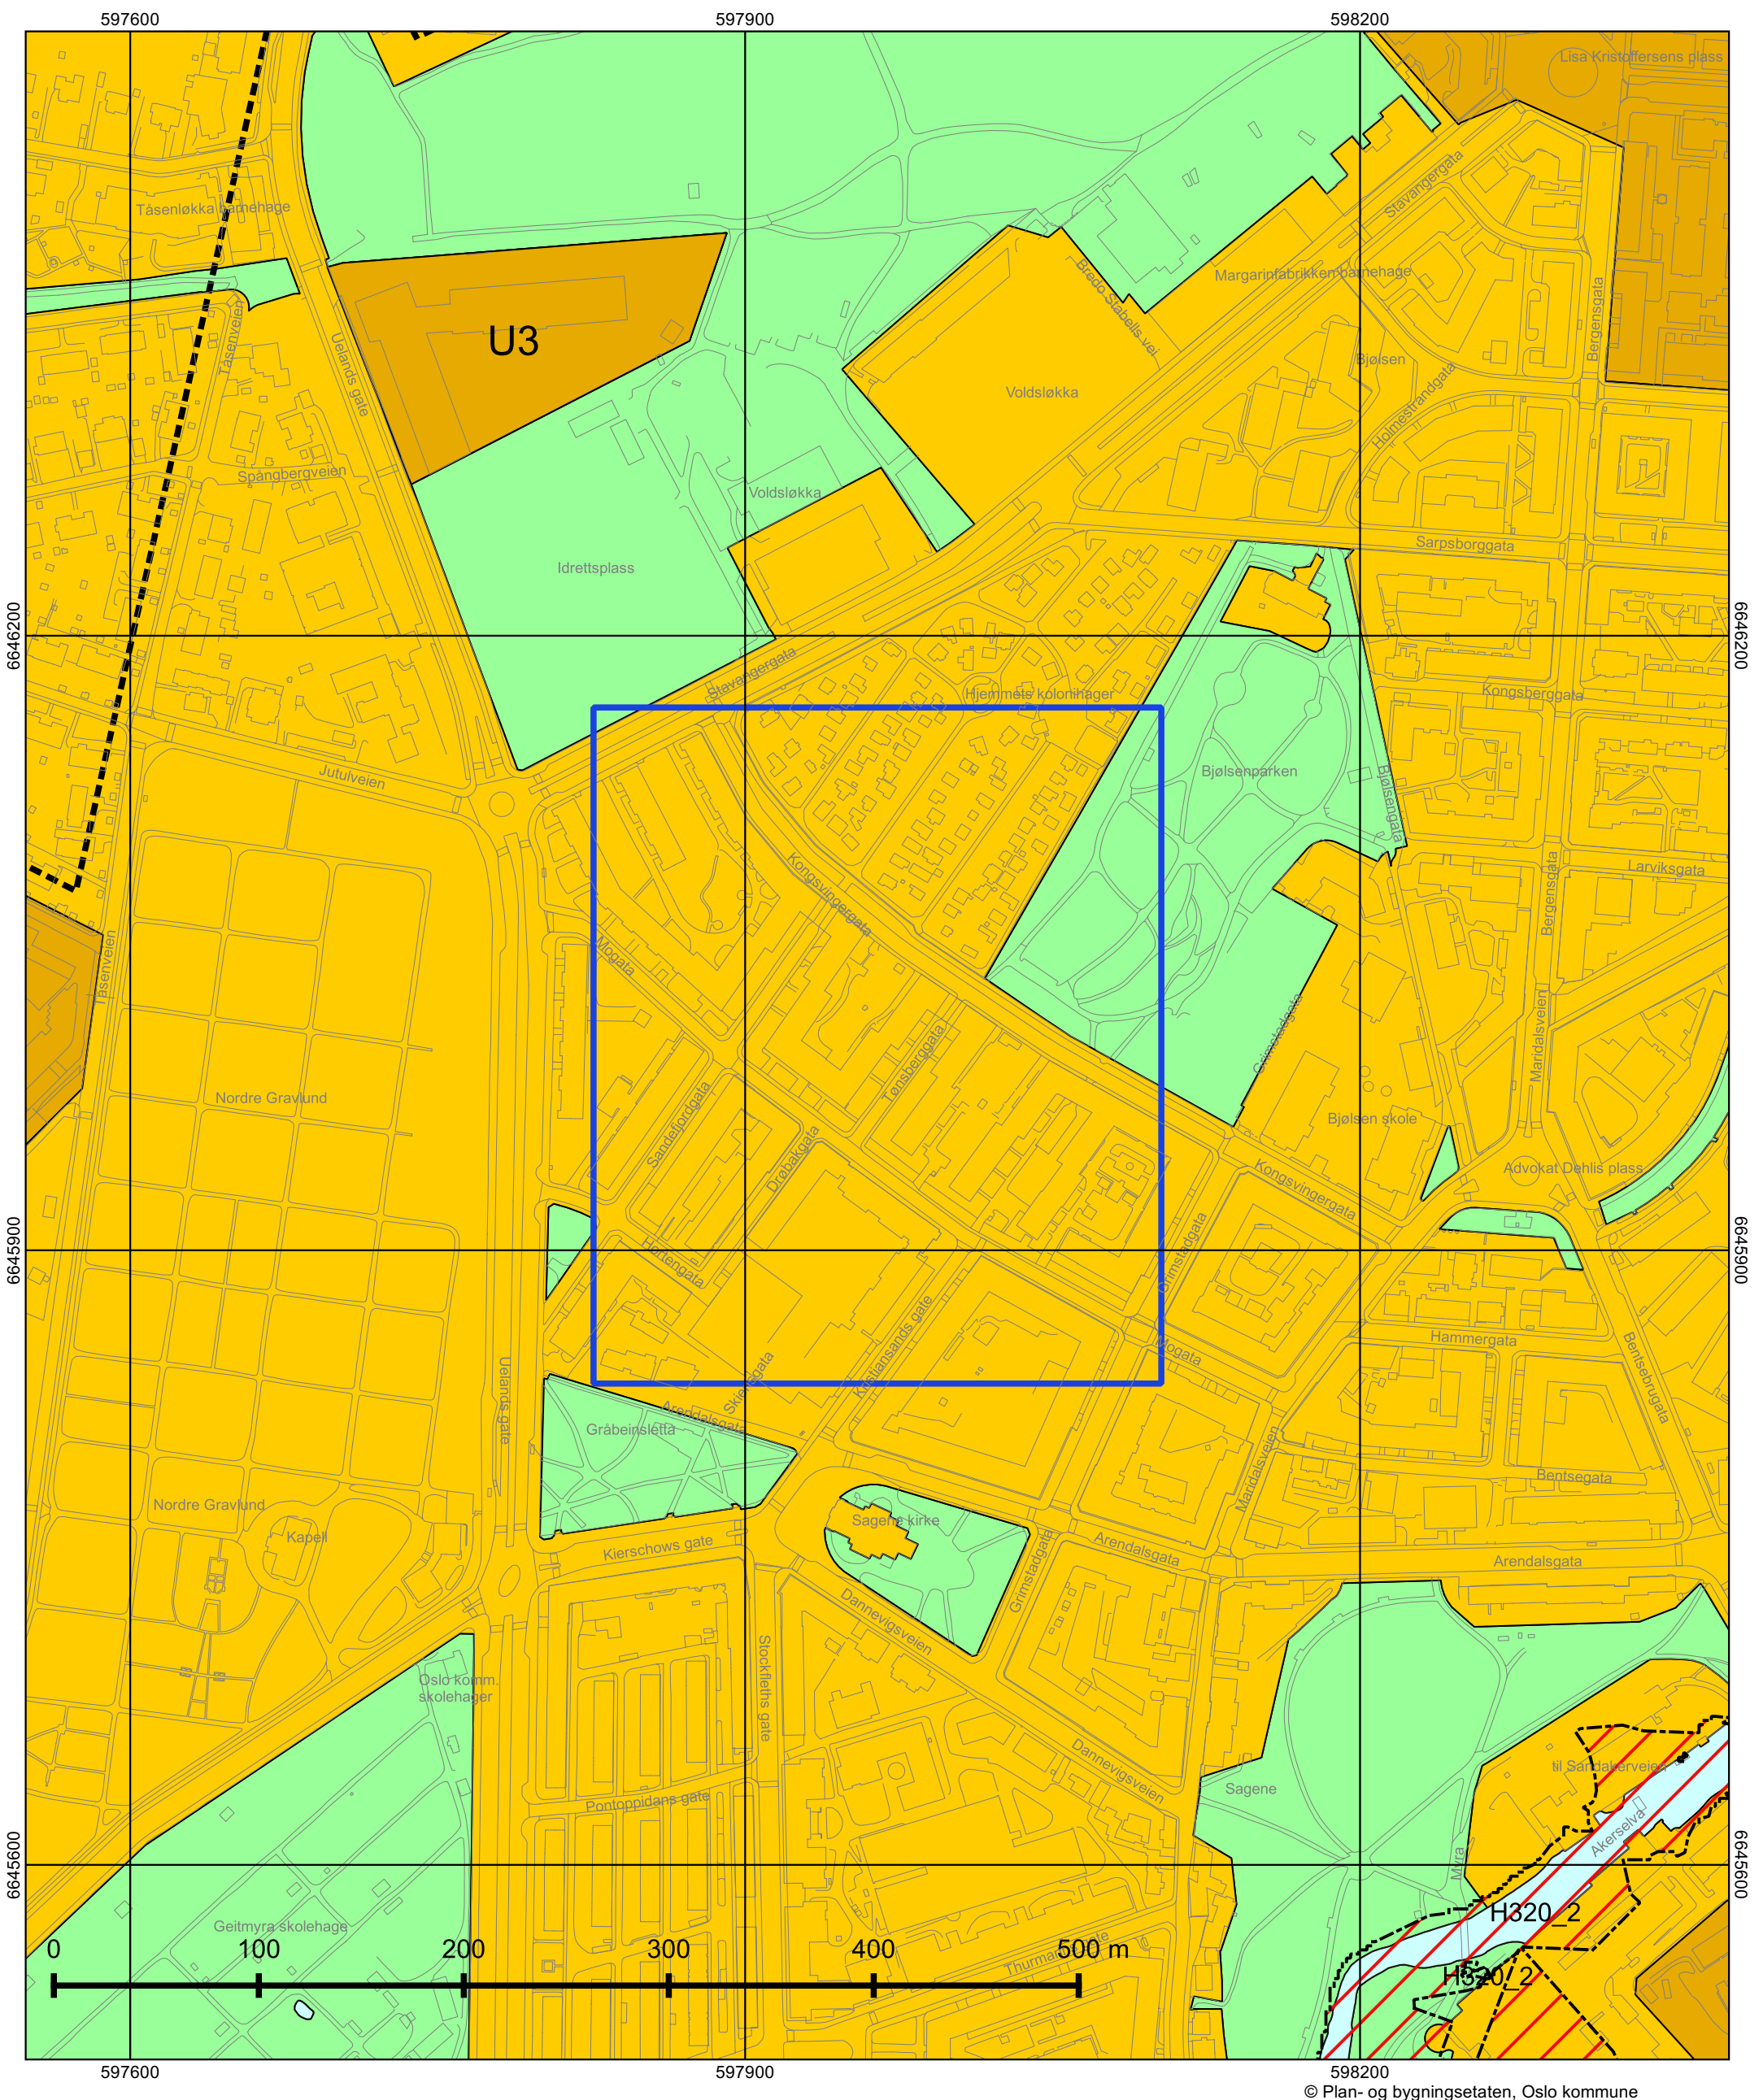 597600
597900
598200
Lisa Kristoffersens plass
Stavangergata
Tåsenløkka barnehage
Margarinfabrikken barnehage
Bredo Stabells vei
Bergensgata
Tåsenveien
U3
Uelands gate
Bjølsen
Voldsløkka
Holmestrandgata
Spångbergveien
Voldsløkka
Idrettsplass
Sarpsborggata
6646200
6646200
Stavangergata
Hjemmets kolonihager
Kongsberggata
Jutulveien
Bjølsenparken
Bjølsengata
Kongsvingergata
Larviksgata
Bergensgata
Mogata
Tåsenveien
Grimstadgata
Maridalsveien
Tønsberggata
Nordre Gravlund
Sandefjordgata
Bjølsen skole
Drøbakgata
Advokat Dehlis plass
Kongsvingergata
6645900
6645900
Hortengata
Grimstadgata
Kristiansands gate
Mogata
Hammergata
Bentsebrugata
Skiensgata
Uelands gate
Arendalsgata
Gråbeinsletta
Maridalsveien
Bentsegata
Nordre Gravlund
Kapell
Sagene kirke
Kierschows gate
Grimstadgata
Arendalsgata
Arendalsgata
Dannevigsveien
Stockfleths gate
Oslo komm.
skolehager
Dannevigsveien
til Sandakerveien
Sagene
Pontoppidans gate
Akerselva
Myra
6645600
6645600
Geitmyra skolehage
H320_2
0 100 200 300 400 500 m
H320_2
597600
597900
598200
© Plan- og bygningsetaten, Oslo kommune